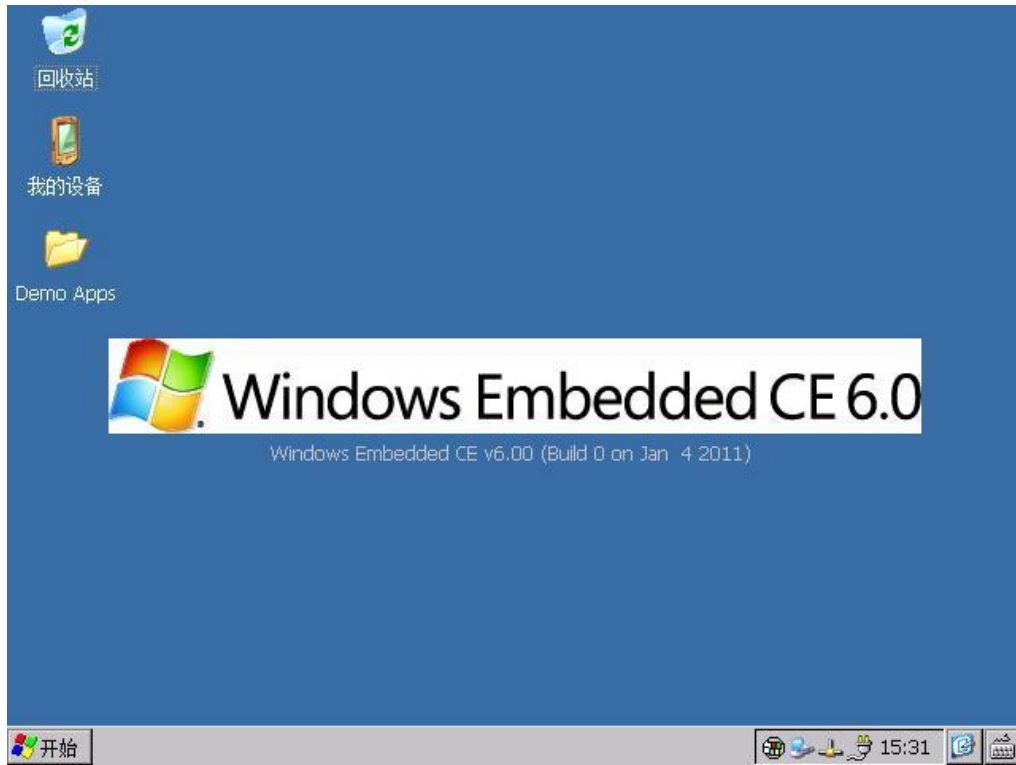 回收站
我的设备
Demo Apps
Windows Embedded CE 6.0
Windows Embedded CE v6.00 (Build 0 on Jan  4 2011)
开始
15:31